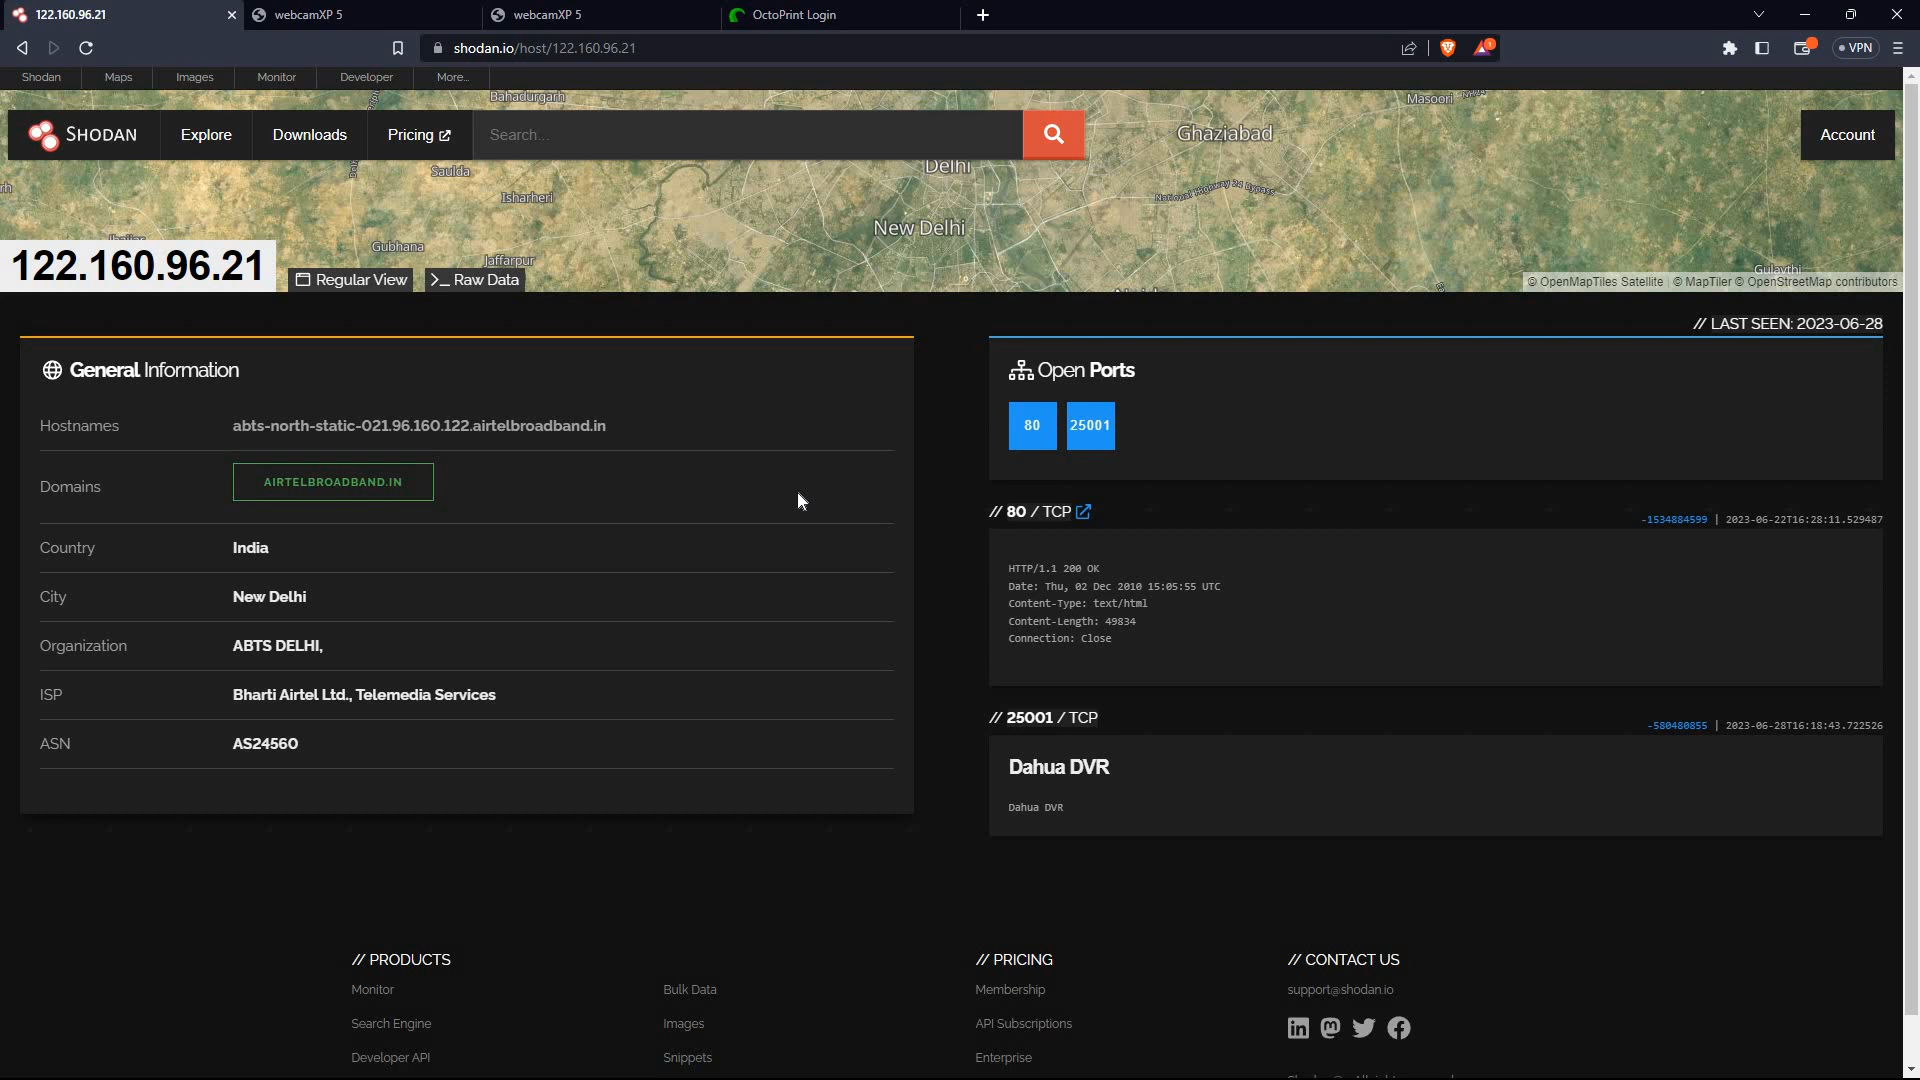 122.160.96.21
webcamXP 5
webcamXP 5
OctoPrint Login
shodan.io/host/122.160.96.21
1
VPN
Shodan
Maps
Images
Monitor
Developer
More...
Bahadurgarh
Masoori
SHODAN
Explore
Downloads
Pricing
Search...
Ghaziabad
Account
Delhi
Saulda
Isharheri
National Highway 24 Bypass
New Delhi
Gubhana
Jaffarpur
Gulavthi
122.160.96.21
Regular View
>_ Raw Data
© OpenMapTiles Satellite | © MapTiler © OpenStreetMap contributors
// LAST SEEN: 2023-06-28
General Information
Hostnames
abts-north-static-021.96.160.122.airtelbroadband.in
Domains
AIRTELBROADBAND.IN
Country
India
City
New Delhi
Organization
ABTS DELHI,
ISP
Bharti Airtel Ltd., Telemedia Services
ASN
AS24560
Open Ports
80
25001
// 80 / TCP
-1534884599 | 2023-06-22T16:28:11.529487
HTTP/1.1 200 OK
Date: Thu, 02 Dec 2010 15:05:55 UTC
Content-Type: text/html
Content-Length: 49834
Connection: Close
// 25001 / TCP
-580480855 | 2023-06-28T16:18:43.722526
Dahua DVR
Dahua DVR
// PRODUCTS
Monitor
Search Engine
Developer API
Bulk Data
Images
Snippets
// PRICING
Membership
API Subscriptions
Enterprise
// CONTACT US
support@shodan.io